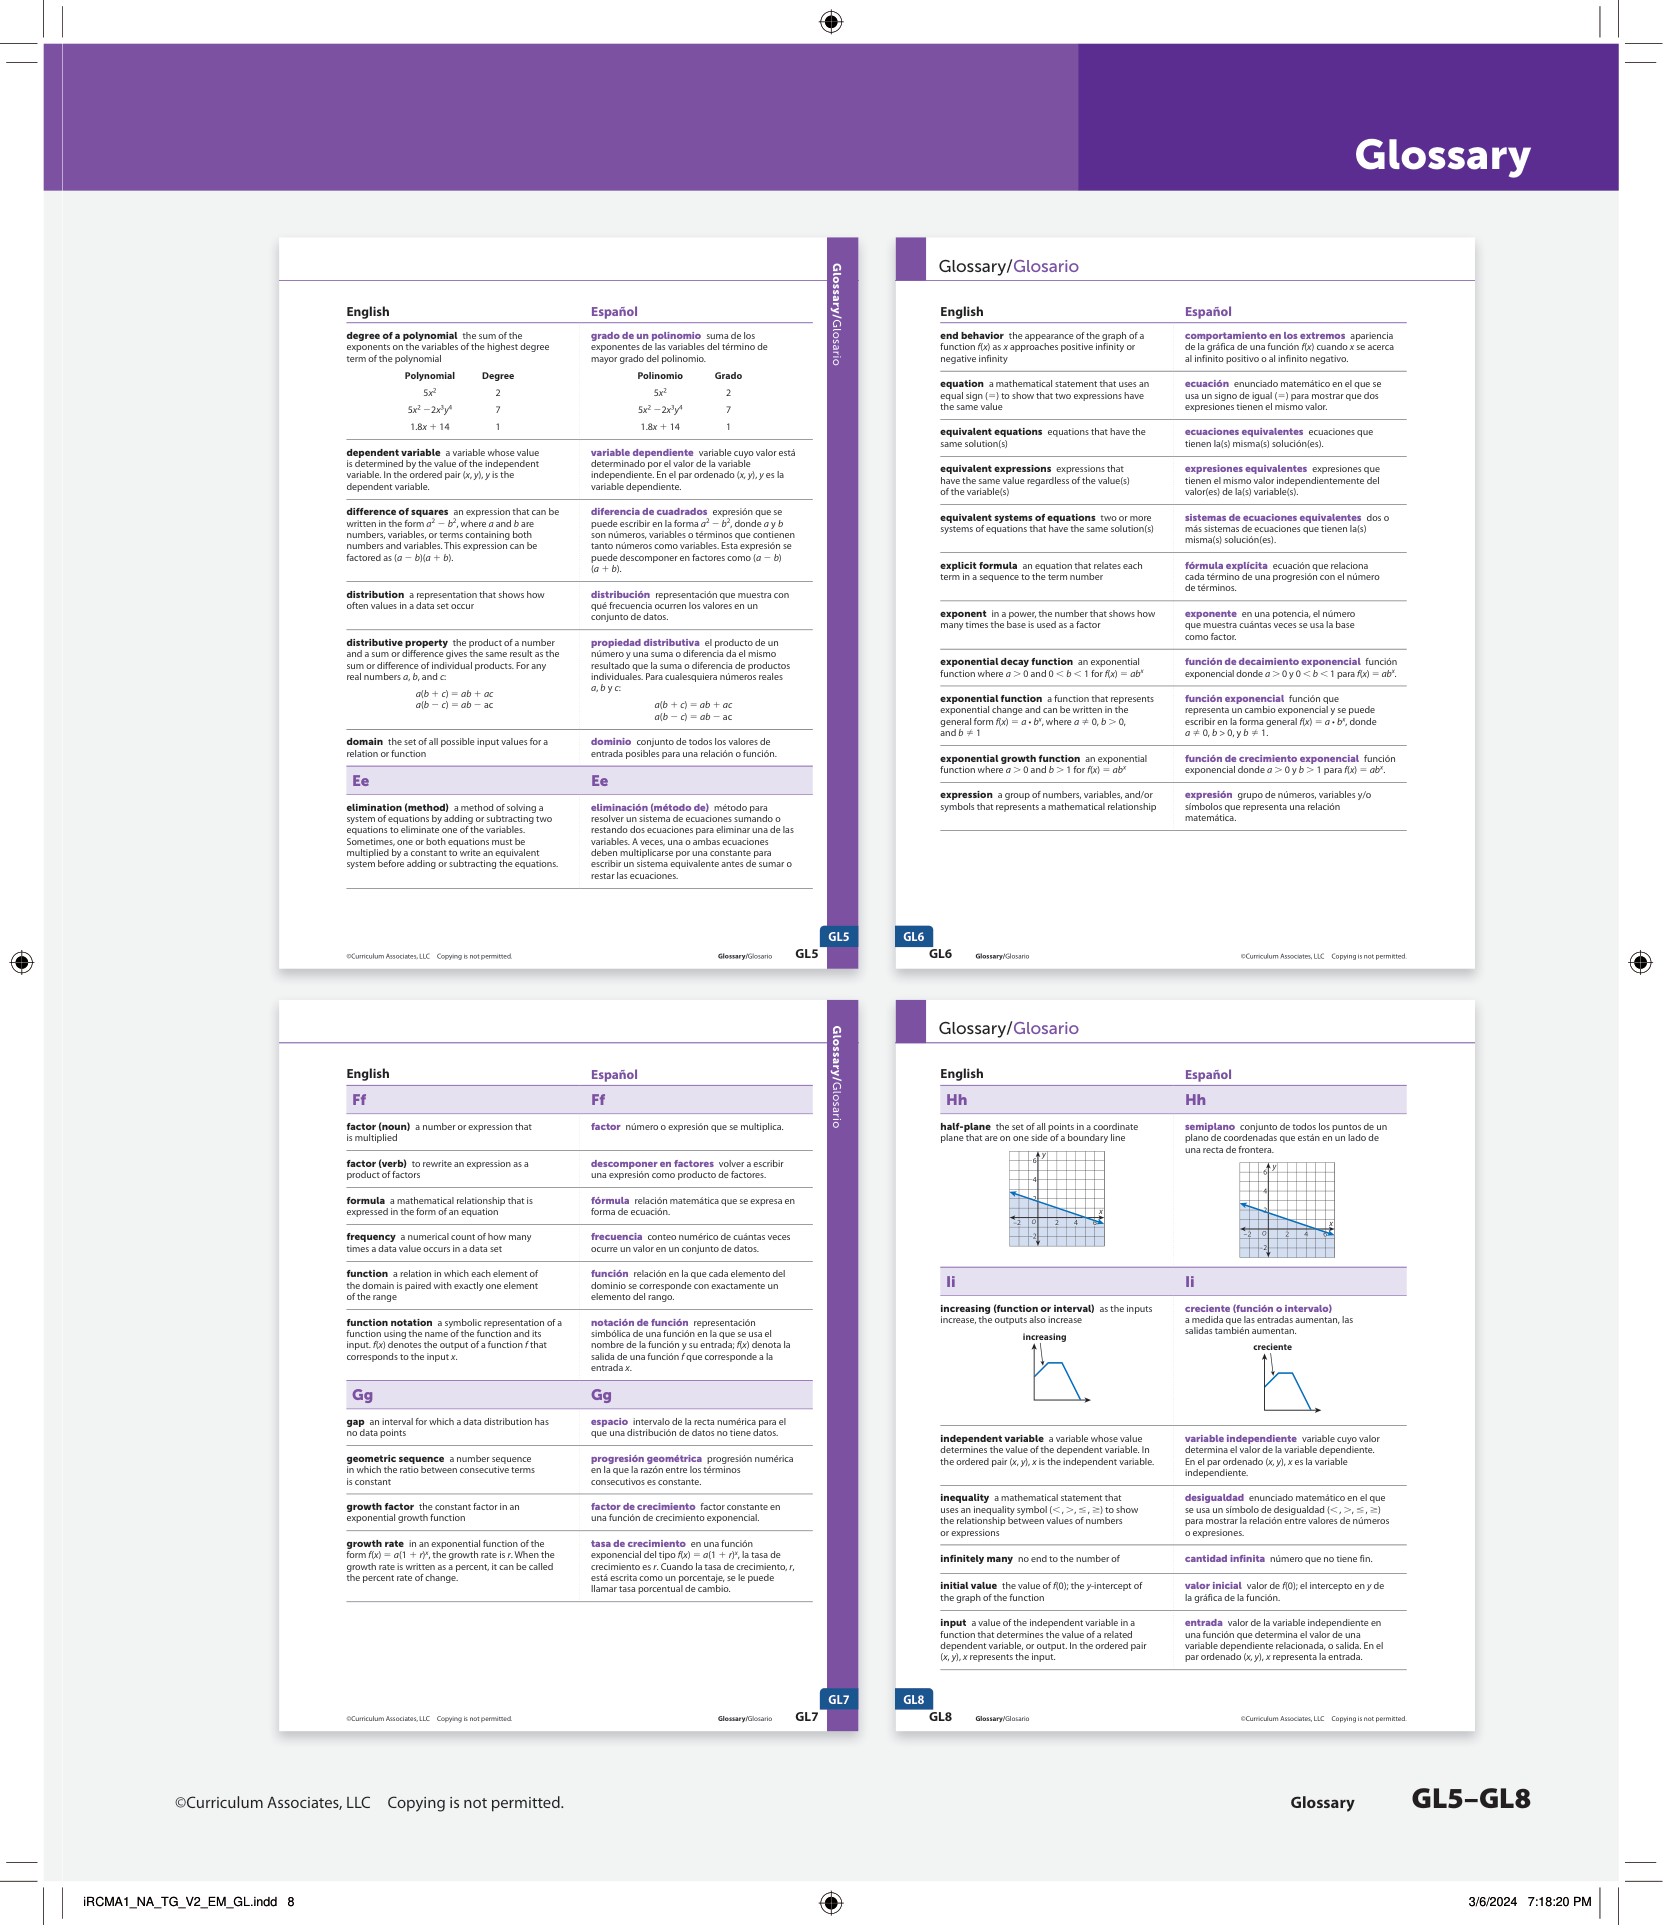 Glossary
Glossary/Glosario
English
degree of a polynomial the sum of the
exponents on the variables of the highest degree
term of the polynomial
Polynomial Degree
5x² 2
5x² − 2x³y⁴ 7
1.8x + 14 1
dependent variable a variable whose value
is determined by the value of the independent
variable. In the ordered pair (x, y), y is the
dependent variable.
difference of squares an expression that can be
written in the form a² − b², where a and b are
numbers, variables, or terms containing both
numbers and variables. This expression can be
factored as (a − b)(a + b).
distribution a representation that shows how
often values in a data set occur
distributive property the product of a number
and a sum or difference gives the same result as the
sum or difference of individual products. For any
real numbers a, b, and c:
a(b + c) = ab + ac
a(b − c) = ab − ac
domain the set of all possible input values for a
relation or function
Ee
elimination (method) a method of solving a
system of equations by adding or subtracting two
equations to eliminate one of the variables.
Sometimes, one or both equations must be
multiplied by a constant to write an equivalent
system before adding or subtracting the equations.
Español
grado de un polinomio suma de los
exponentes de las variables del término de
mayor grado del polinomio.
Polinomio Grado
5x² 2
5x² − 2x³y⁴ 7
1.8x + 14 1
variable dependiente variable cuyo valor está
determinado por el valor de la variable
independiente. En el par ordenado (x, y), y es la
variable dependiente.
diferencia de cuadrados expresión que se
puede escribir en la forma a² − b², donde a y b
son números, variables o términos que contienen
tanto números como variables. Esta expresión se
puede descomponer en factores como (a − b)
(a + b).
distribución representación que muestra con
qué frecuencia ocurren los valores en un
conjunto de datos.
propiedad distributiva el producto de un
número y una suma o diferencia da el mismo
resultado que la suma o diferencia de productos
individuales. Para cualesquiera números reales
a, b y c:
a(b + c) = ab + ac
a(b − c) = ab − ac
dominio conjunto de todos los valores de
entrada posibles para una relación o función.
Ee
eliminación (método de) método para
resolver un sistema de ecuaciones sumando o
restando dos ecuaciones para eliminar una de las
variables. A veces, una o ambas ecuaciones
deben multiplicarse por una constante para
escribir un sistema equivalente antes de sumar o
restar las ecuaciones.
GL5
©Curriculum Associates, LLC Copying is not permitted. Glossary/Glosario GL5
Glossary/Glosario
English
end behavior the appearance of the graph of a
function f(x) as x approaches positive infinity or
negative infinity
equation a mathematical statement that uses an
equal sign (=) to show that two expressions have
the same value
equivalent equations equations that have the
same solution(s)
equivalent expressions expressions that
have the same value regardless of the value(s)
of the variable(s)
equivalent systems of equations two or more
systems of equations that have the same solution(s)
explicit formula an equation that relates each
term in a sequence to the term number
exponent in a power, the number that shows how
many times the base is used as a factor
exponential decay function an exponential
function where a > 0 and 0 < b < 1 for f(x) = abˣ
exponential function a function that represents
exponential change and can be written in the
general form f(x) = a • bˣ, where a ≠ 0, b > 0,
and b ≠ 1
exponential growth function an exponential
function where a > 0 and b > 1 for f(x) = abˣ
expression a group of numbers, variables, and/or
symbols that represents a mathematical relationship
Español
comportamiento en los extremos apariencia
de la gráfica de una función f(x) cuando x se acerca
al infinito positivo o al infinito negativo.
ecuación enunciado matemático en el que se
usa un signo de igual (=) para mostrar que dos
expresiones tienen el mismo valor.
ecuaciones equivalentes ecuaciones que
tienen la(s) misma(s) solución(es).
expresiones equivalentes expresiones que
tienen el mismo valor independientemente del
valor(es) de la(s) variable(s).
sistemas de ecuaciones equivalentes dos o
más sistemas de ecuaciones que tienen la(s)
misma(s) solución(es).
fórmula explícita ecuación que relaciona
cada término de una progresión con el número
de términos.
exponente en una potencia, el número
que muestra cuántas veces se usa la base
como factor.
función de decaimiento exponencial función
exponencial donde a > 0 y 0 < b < 1 para f(x) = abˣ.
función exponencial función que
representa un cambio exponencial y se puede
escribir en la forma general f(x) = a • bˣ, donde
a ≠ 0, b > 0, y b ≠ 1.
función de crecimiento exponencial función
exponencial donde a > 0 y b > 1 para f(x) = abˣ.
expresión grupo de números, variables y/o
símbolos que representa una relación
matemática.
GL6
GL6 Glossary/Glosario ©Curriculum Associates, LLC Copying is not permitted.
Glossary/Glosario
English
Ff
factor (noun) a number or expression that
is multiplied
factor (verb) to rewrite an expression as a
product of factors
formula a mathematical relationship that is
expressed in the form of an equation
frequency a numerical count of how many
times a data value occurs in a data set
function a relation in which each element of
the domain is paired with exactly one element
of the range
function notation a symbolic representation of a
function using the name of the function and its
input. f(x) denotes the output of a function f that
corresponds to the input x.
Gg
gap an interval for which a data distribution has
no data points
geometric sequence a number sequence
in which the ratio between consecutive terms
is constant
growth factor the constant factor in an
exponential growth function
growth rate in an exponential function of the
form f(x) = a(1 + r)ˣ, the growth rate is r. When the
growth rate is written as a percent, it can be called
the percent rate of change.
Español
Ff
factor número o expresión que se multiplica.
descomponer en factores volver a escribir
una expresión como producto de factores.
fórmula relación matemática que se expresa en
forma de ecuación.
frecuencia conteo numérico de cuántas veces
ocurre un valor en un conjunto de datos.
función relación en la que cada elemento del
dominio se corresponde con exactamente un
elemento del rango.
notación de función representación
simbólica de una función en la que se usa el
nombre de la función y su entrada; f(x) denota la
salida de una función f que corresponde a la
entrada x.
Gg
espacio intervalo de la recta numérica para el
que una distribución de datos no tiene datos.
progresión geométrica progresión numérica
en la que la razón entre los términos
consecutivos es constante.
factor de crecimiento factor constante en
una función de crecimiento exponencial.
tasa de crecimiento en una función
exponencial del tipo f(x) = a(1 + r)ˣ, la tasa de
crecimiento es r. Cuando la tasa de crecimiento, r,
está escrita como un porcentaje, se le puede
llamar tasa porcentual de cambio.
GL7
©Curriculum Associates, LLC Copying is not permitted. Glossary/Glosario GL7
Glossary/Glosario
English
Hh
half-plane the set of all points in a coordinate
plane that are on one side of a boundary line
y
6
4
2
x
−2 O 2 4 6
−2
Ii
increasing (function or interval) as the inputs
increase, the outputs also increase
increasing
independent variable a variable whose value
determines the value of the dependent variable. In
the ordered pair (x, y), x is the independent variable.
inequality a mathematical statement that
uses an inequality symbol (<, >, ≤, ≥) to show
the relationship between values of numbers
or expressions
infinitely many no end to the number of
initial value the value of f(0); the y-intercept of
the graph of the function
input a value of the independent variable in a
function that determines the value of a related
dependent variable, or output. In the ordered pair
(x, y), x represents the input.
Español
Hh
semiplano conjunto de todos los puntos de un
plano de coordenadas que están en un lado de
una recta de frontera.
y
6
4
2
x
−2 O 2 4 6
−2
Ii
creciente (función o intervalo)
a medida que las entradas aumentan, las
salidas también aumentan.
creciente
variable independiente variable cuyo valor
determina el valor de la variable dependiente.
En el par ordenado (x, y), x es la variable
independiente.
desigualdad enunciado matemático en el que
se usa un símbolo de desigualdad (<, >, ≤, ≥)
para mostrar la relación entre valores de números
o expresiones.
cantidad infinita número que no tiene fin.
valor inicial valor de f(0); el intercepto en y de
la gráfica de la función.
entrada valor de la variable independiente en
una función que determina el valor de una
variable dependiente relacionada, o salida. En el
par ordenado (x, y), x representa la entrada.
GL8
GL8 Glossary/Glosario ©Curriculum Associates, LLC Copying is not permitted.
©Curriculum Associates, LLC Copying is not permitted. Glossary GL5–GL8
iRCMA1_NA_TG_V2_EM_GL.indd 8 3/6/2024 7:18:20 PM